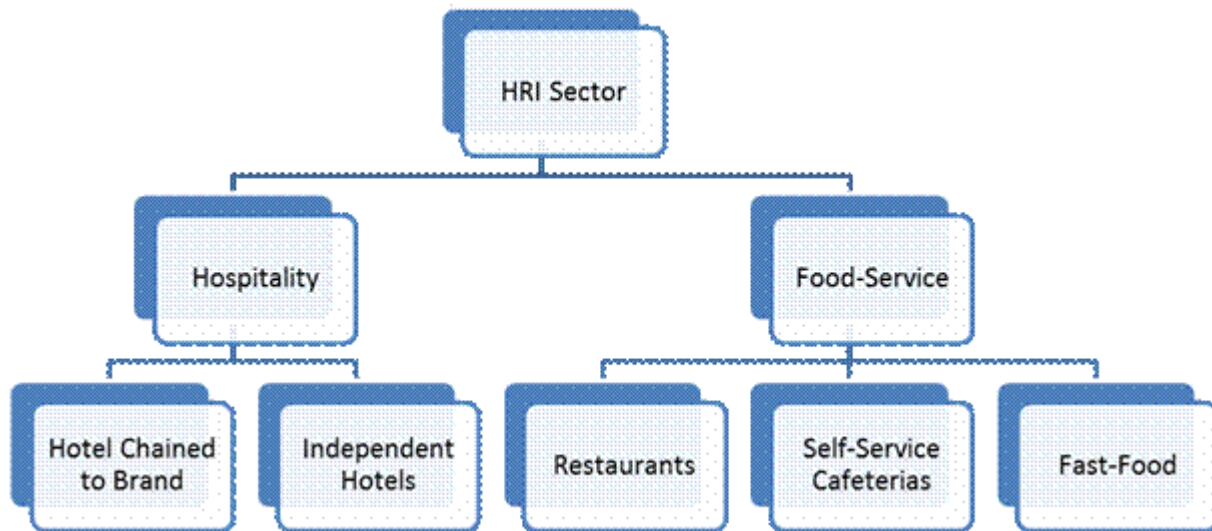 HRI Sector
Hospitality
Food-Service
Hotel Chained
to Brand
Independent
Hotels
Restaurants
Self-Service
Cafeterias
Fast-Food